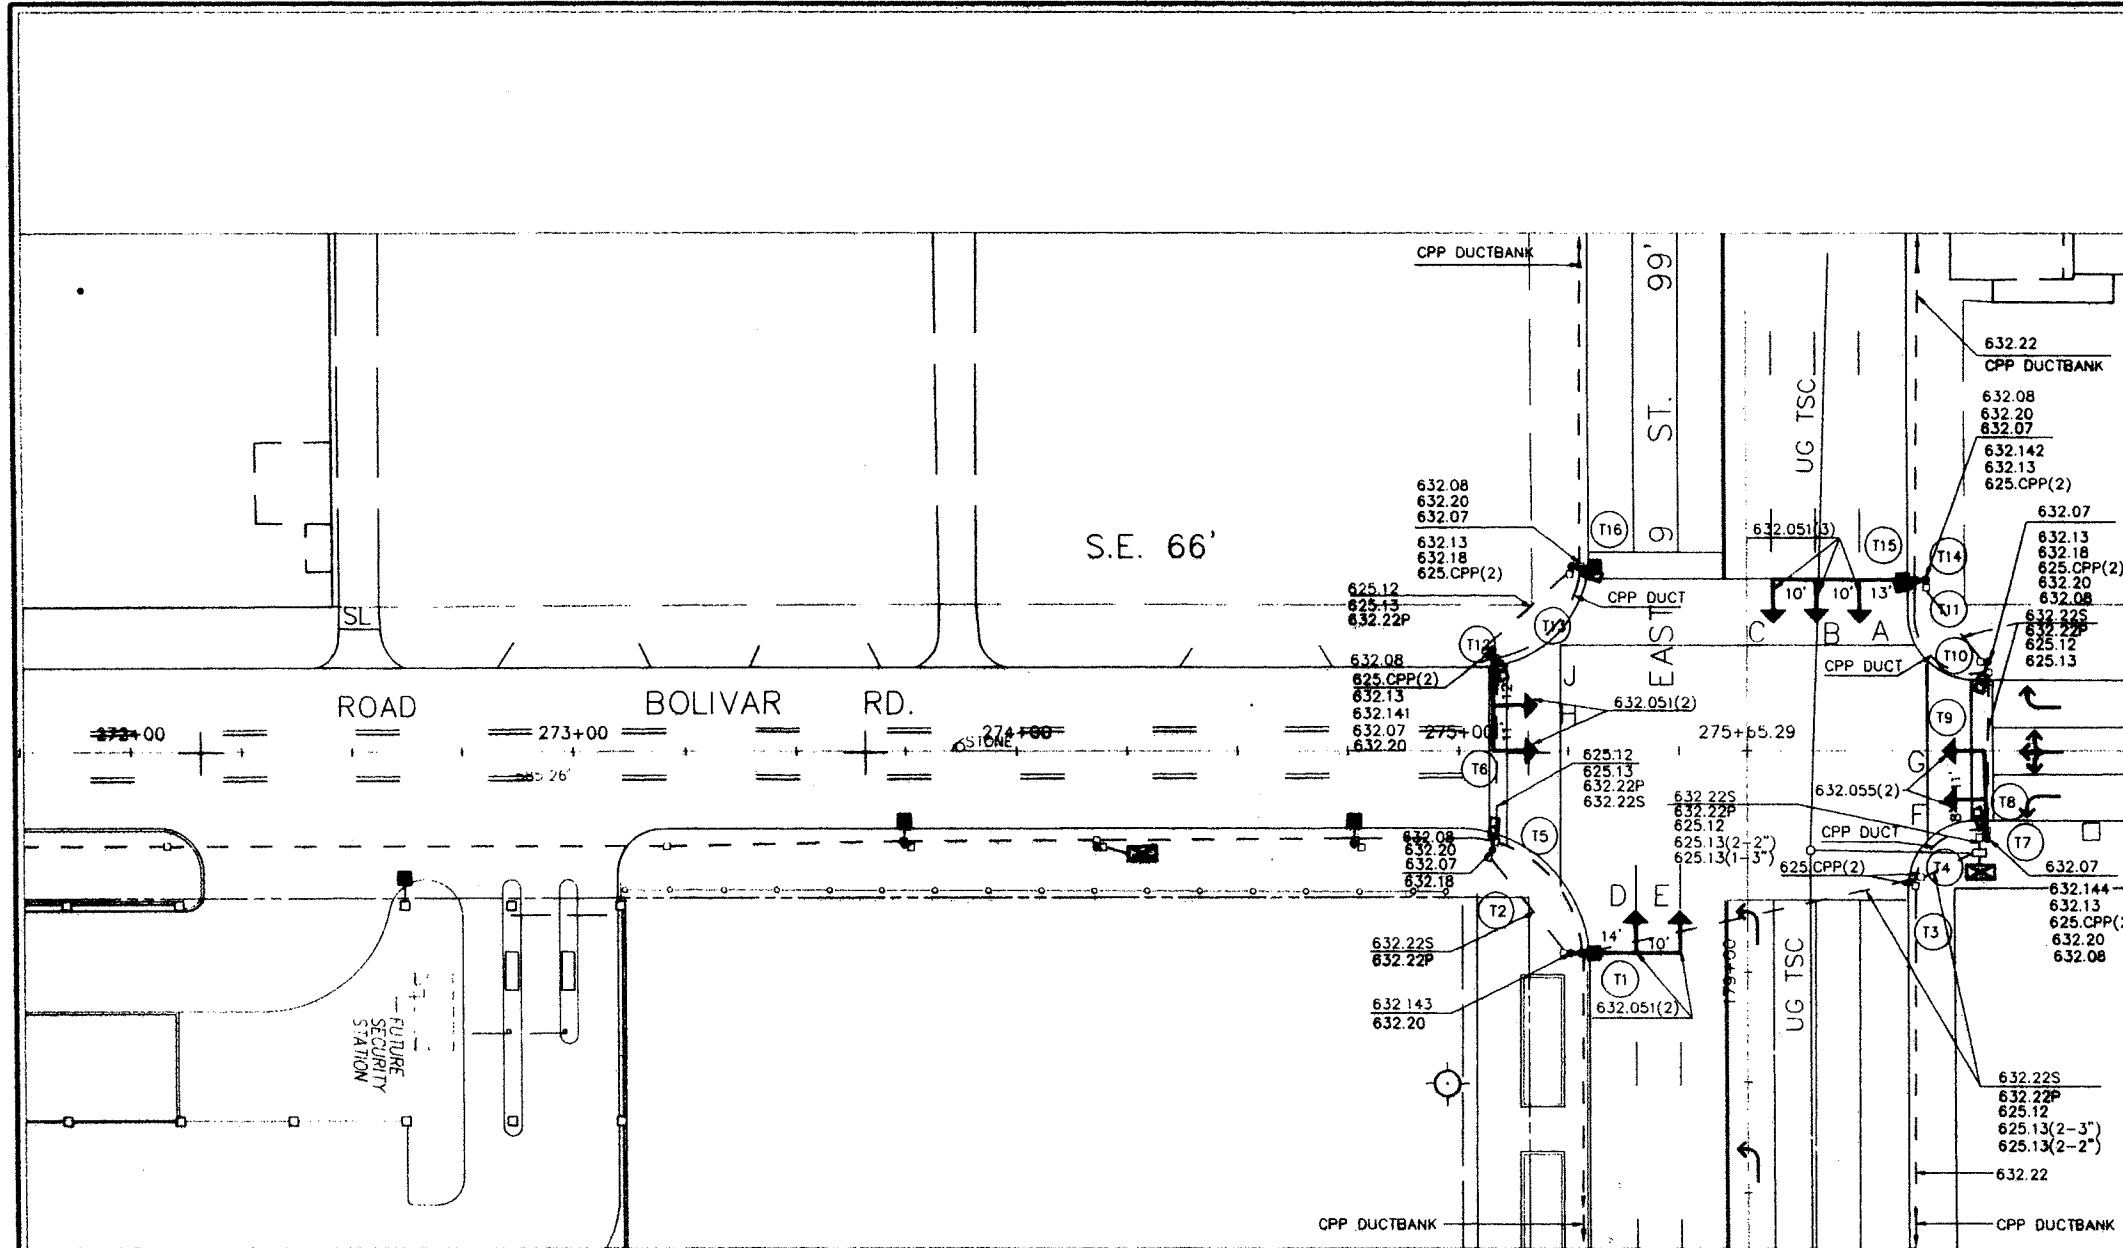 CPP DUCTBANK
99'
ST.
9
EAST
UG TSC
632.22
CPP DUCTBANK
632.08
632.20
632.07
632.142
632.13
625.CPP(2)
632.07
632.13
632.18
625.CPP(2)
632.20
632.08
632.22S
632.22P
625.12
625.13
632.08
632.20
632.07
632.13
632.18
625.CPP(2)
S.E. 66'
T16
632.051(3)
T15
T14
T11
10'
10'
13'
C
B
A
625.12
625.13
632.22P
CPP DUCT
T13
T12
T10
CPP DUCT
SL
632.08
625.CPP(2)
632.13
632.141
632.07
632.20
J
H
12'
11'
632.051(2)
T9
ROAD
BOLIVAR RD.
272+00
273+00
274+00
STONE
275+00
275+65.29
T6
625.12
625.13
632.22P
632.22S
G
F
632.055(2)
T8
632.22S
632.22P
625.12
625.13(2-2")
625.13(1-3")
CPP DUCT
T5
T7
T4
625.CPP(2)
632.08
632.20
632.07
632.18
632.07
632.144
632.13
625.CPP(2
632.20
632.08
D
E
T2
T3
14'
10'
632.22S
632.22P
T1
179+00
UG TSC
632.143
632.20
632.051(2)
FUTURE
SECURITY
STATION
632.22S
632.22P
625.12
625.13(2-3")
625.13(2-2")
632.22
CPP DUCTBANK
CPP DUCTBANK